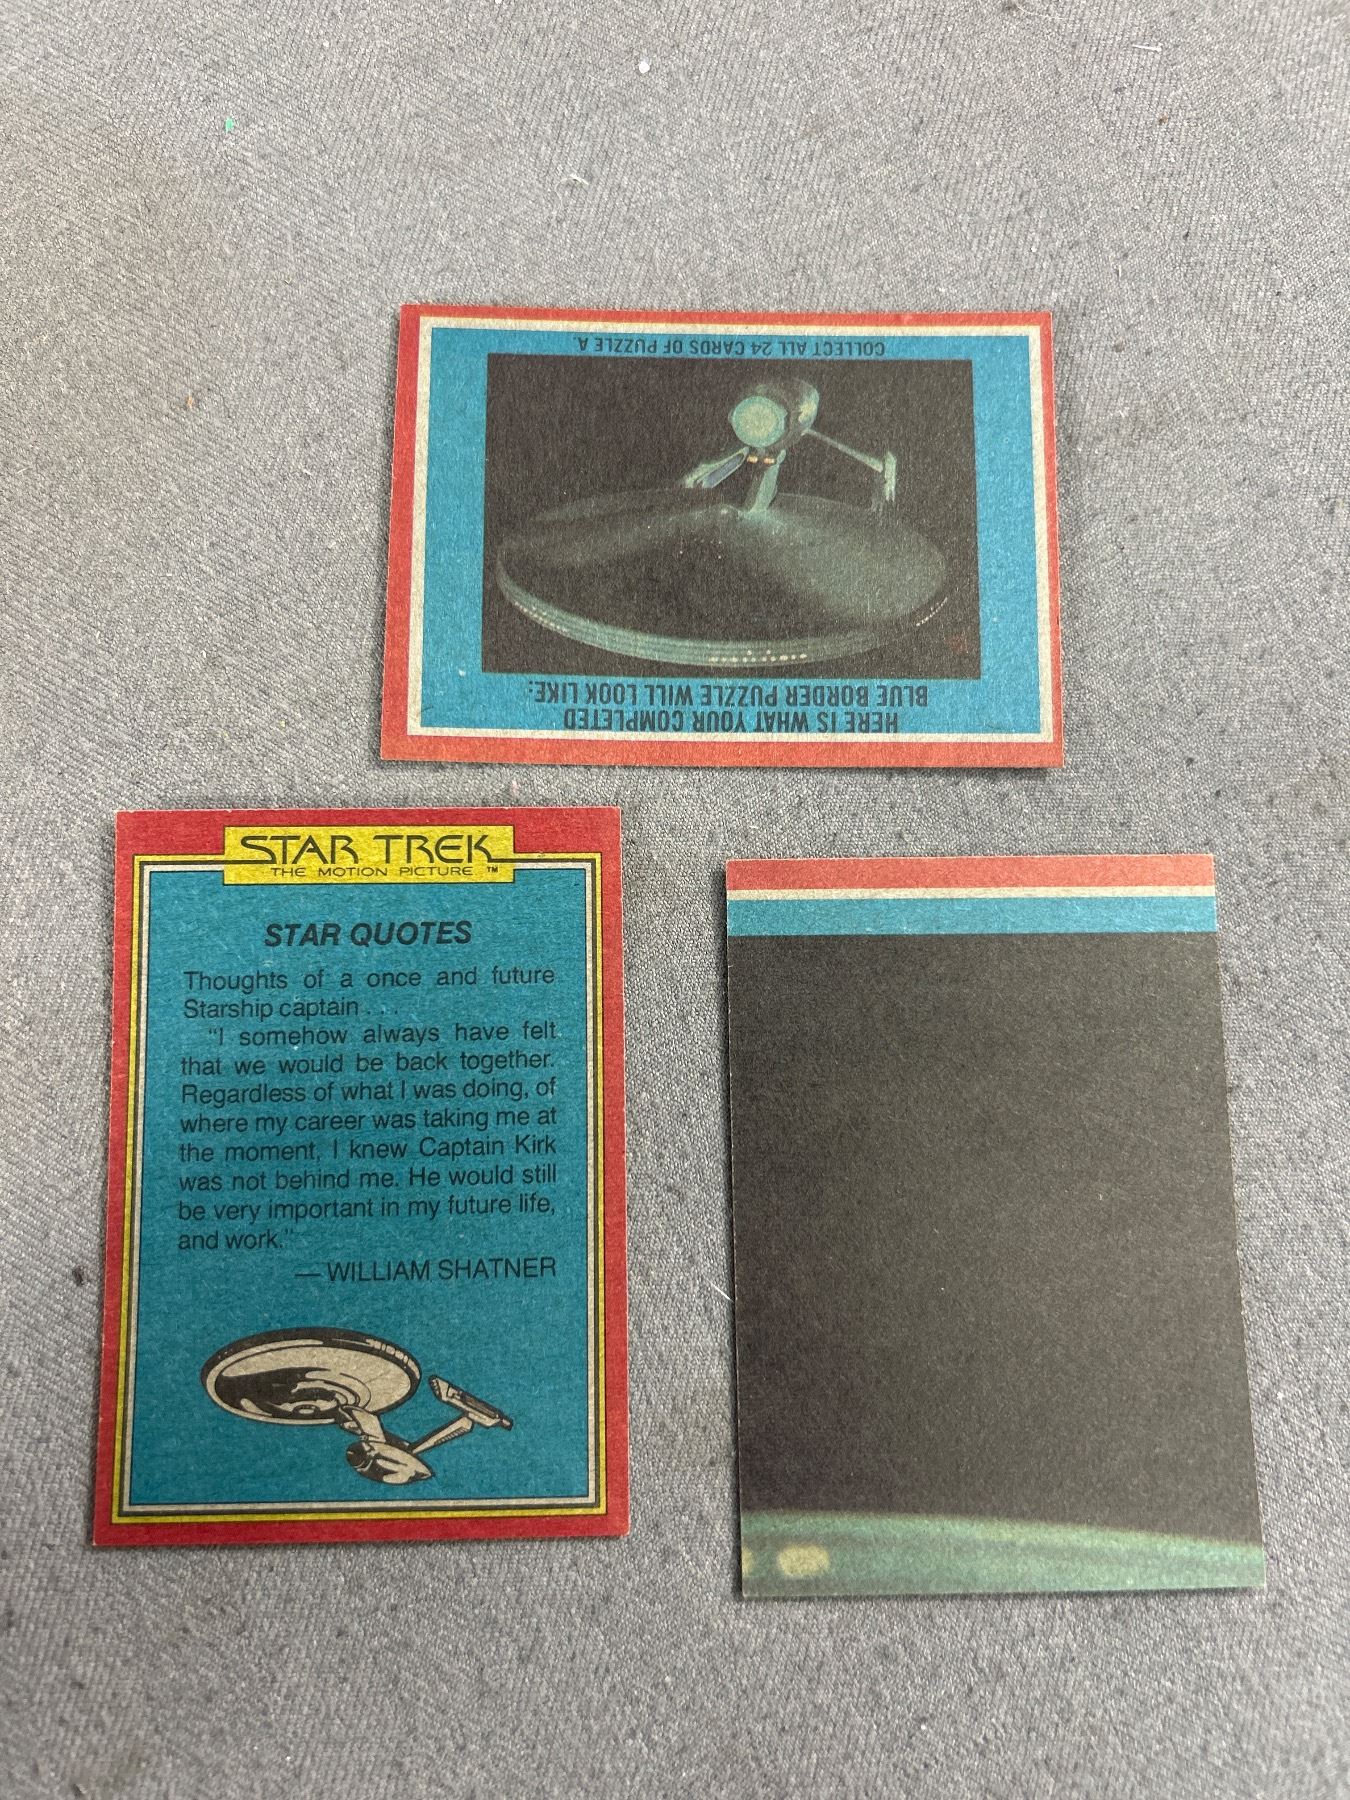 COLLECT ALL 24 CARDS OF PUZZLE A.
HERE IS WHAT YOUR COMPLETED
BLUE BORDER PUZZLE WILL LOOK LIKE:
STAR TREK
THE MOTION PICTURE ™
STAR QUOTES
Thoughts of a once and future
Starship captain . . .
"I somehow always have felt
that we would be back together.
Regardless of what I was doing, of
where my career was taking me at
the moment, I knew Captain Kirk
was not behind me. He would still
be very important in my future life,
and work."
— WILLIAM SHATNER